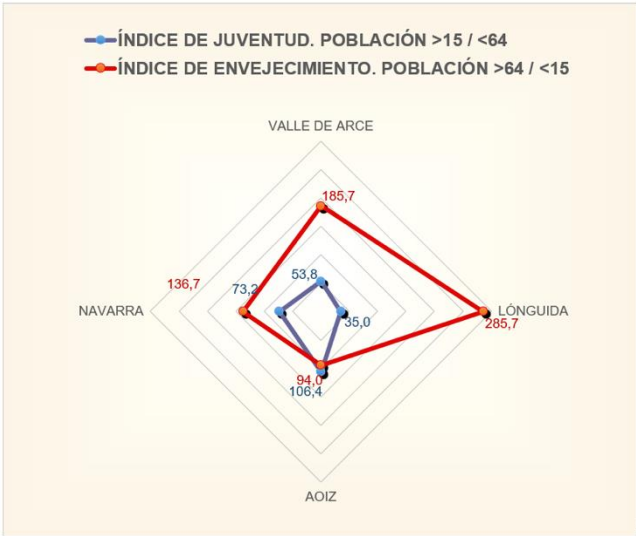 ÍNDICE DE JUVENTUD. POBLACIÓN >15 / <64
ÍNDICE DE ENVEJECIMIENTO. POBLACIÓN >64 / <15
VALLE DE ARCE
185,7
53,8
136,7
73,2
NAVARRA
LÓNGUIDA
35,0
285,7
94,0
106,4
AOIZ